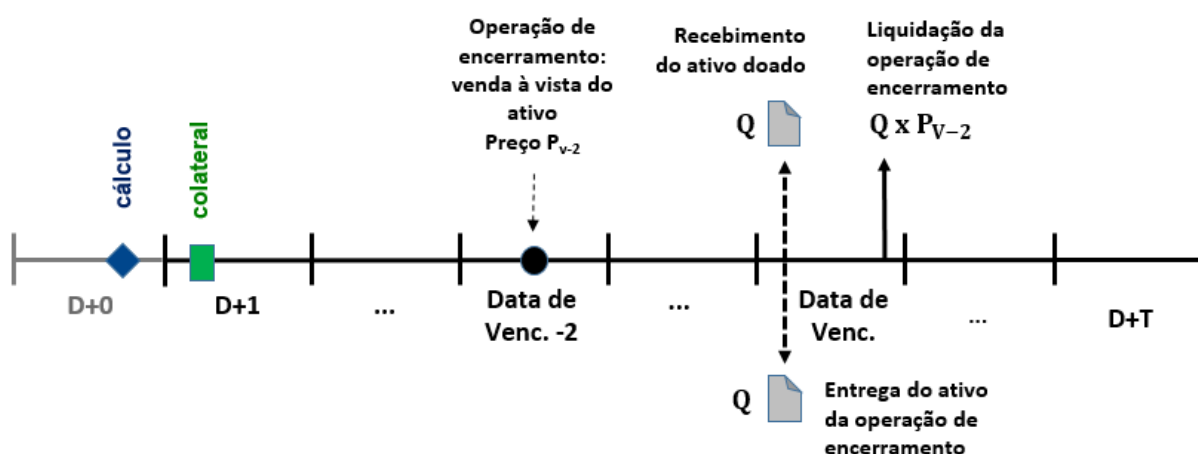 Operação de
encerramento:
venda à vista do
ativo
Preço Pv-2
Recebimento
do ativo doado
Q
Liquidação da
operação de
encerramento
Q x PV−2
cálculo
colateral
D+0
D+1
...
Data de
Venc. -2
...
Data de
Venc.
...
D+T
Q
Entrega do ativo
da operação de
encerramento